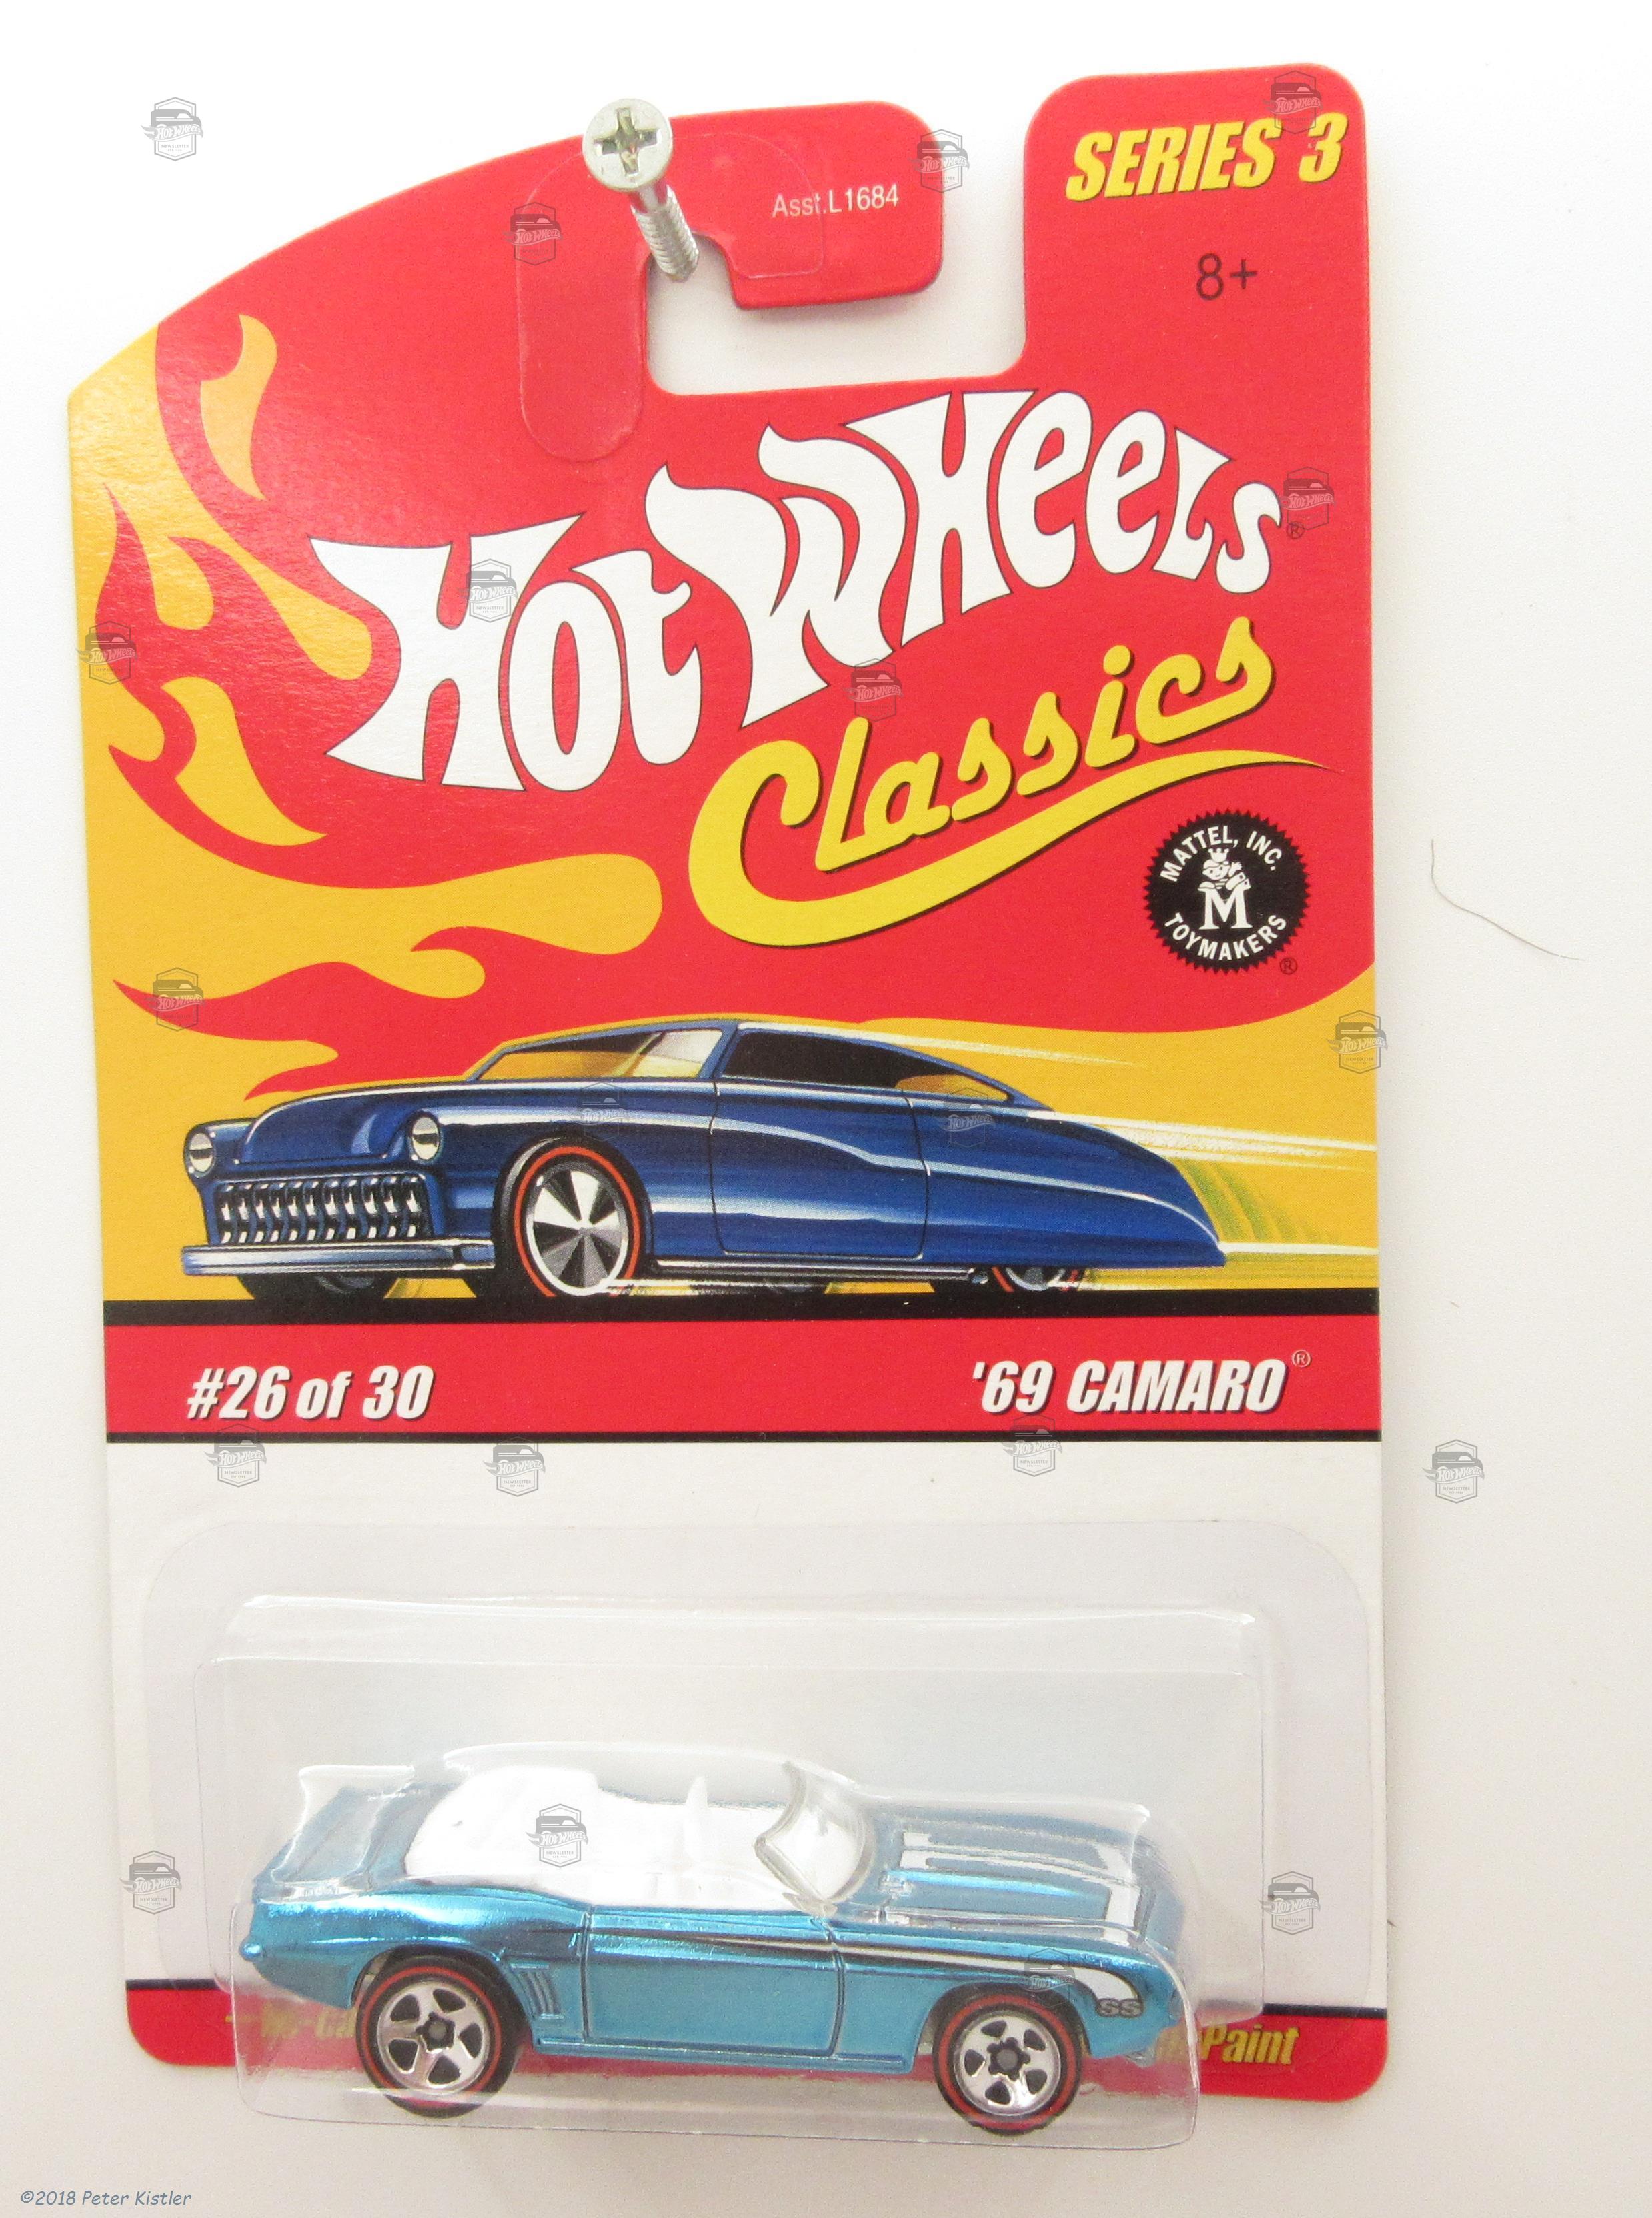 SERIES 3
Asst.L1684
8+
Hot Wheels®
Classics
MATTEL, INC.
M
TOYMAKERS
®
#26 of 30
'69 CAMARO®
SS
Paint
©2018 Peter Kistler